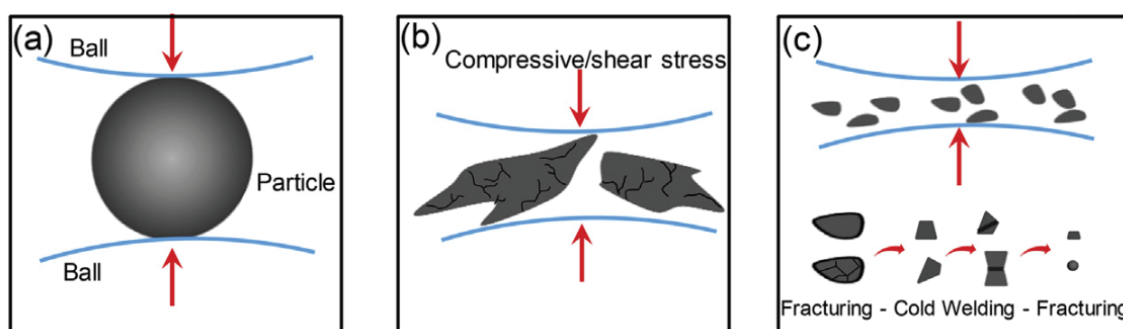 (a)
Ball
Particle
Ball
(b)
Compressive/shear stress
(c)
Fracturing - Cold Welding - Fracturing